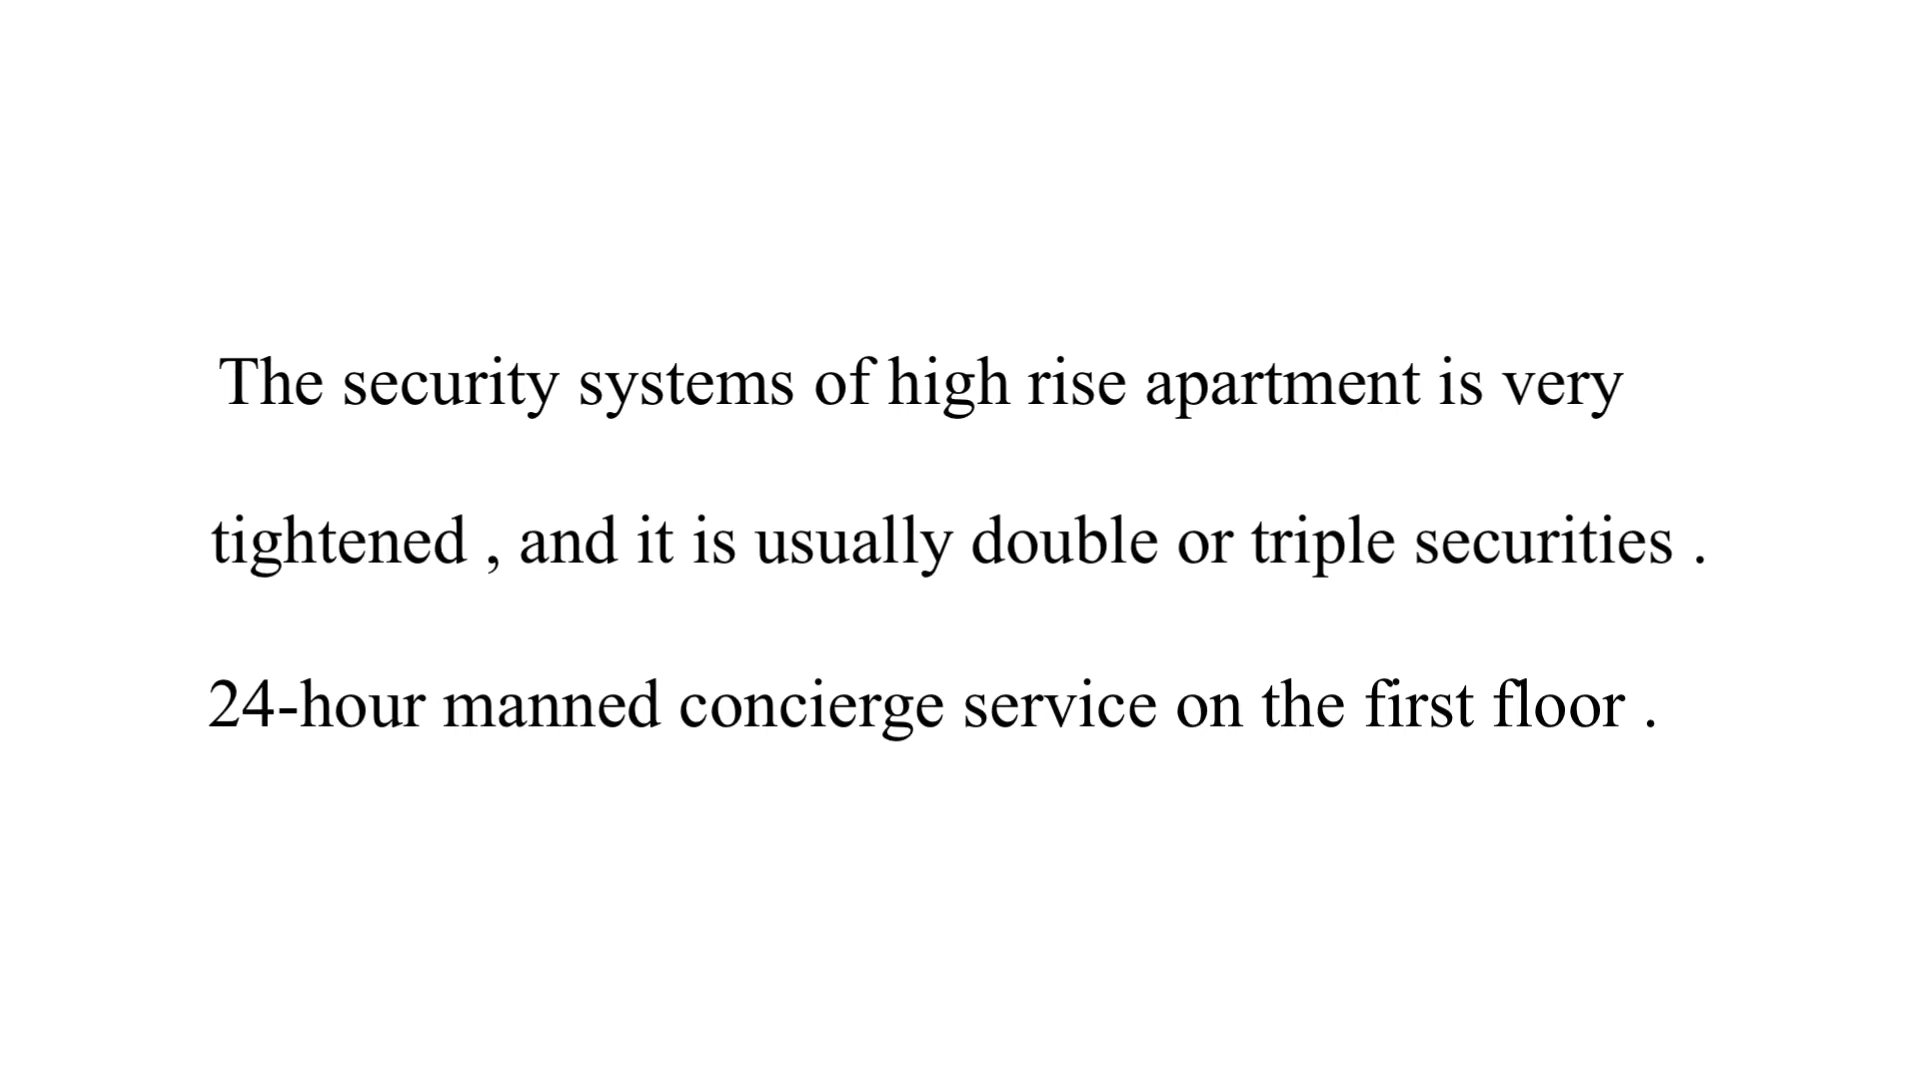 The security systems of high rise apartment is very
tightened , and it is usually double or triple securities .
24-hour manned concierge service on the first floor .